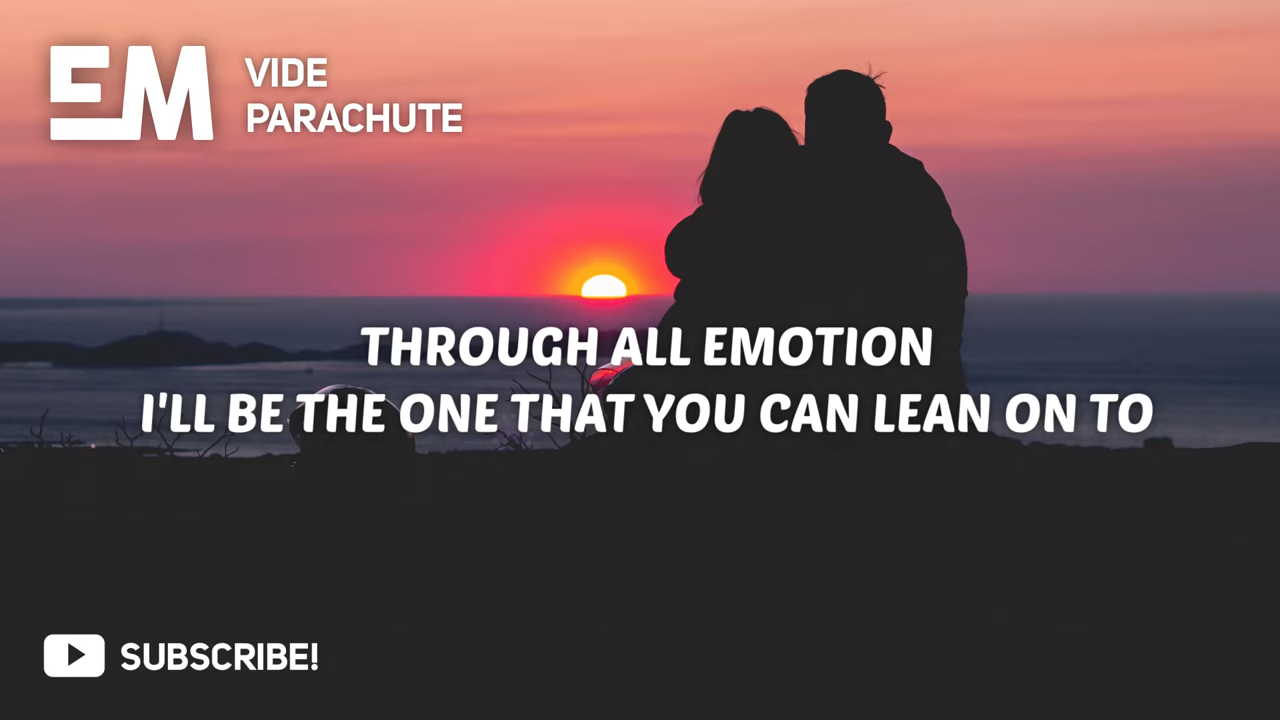 EM
VIDE
PARACHUTE
THROUGH ALL EMOTION
I'LL BE THE ONE THAT YOU CAN LEAN ON TO
SUBSCRIBE!